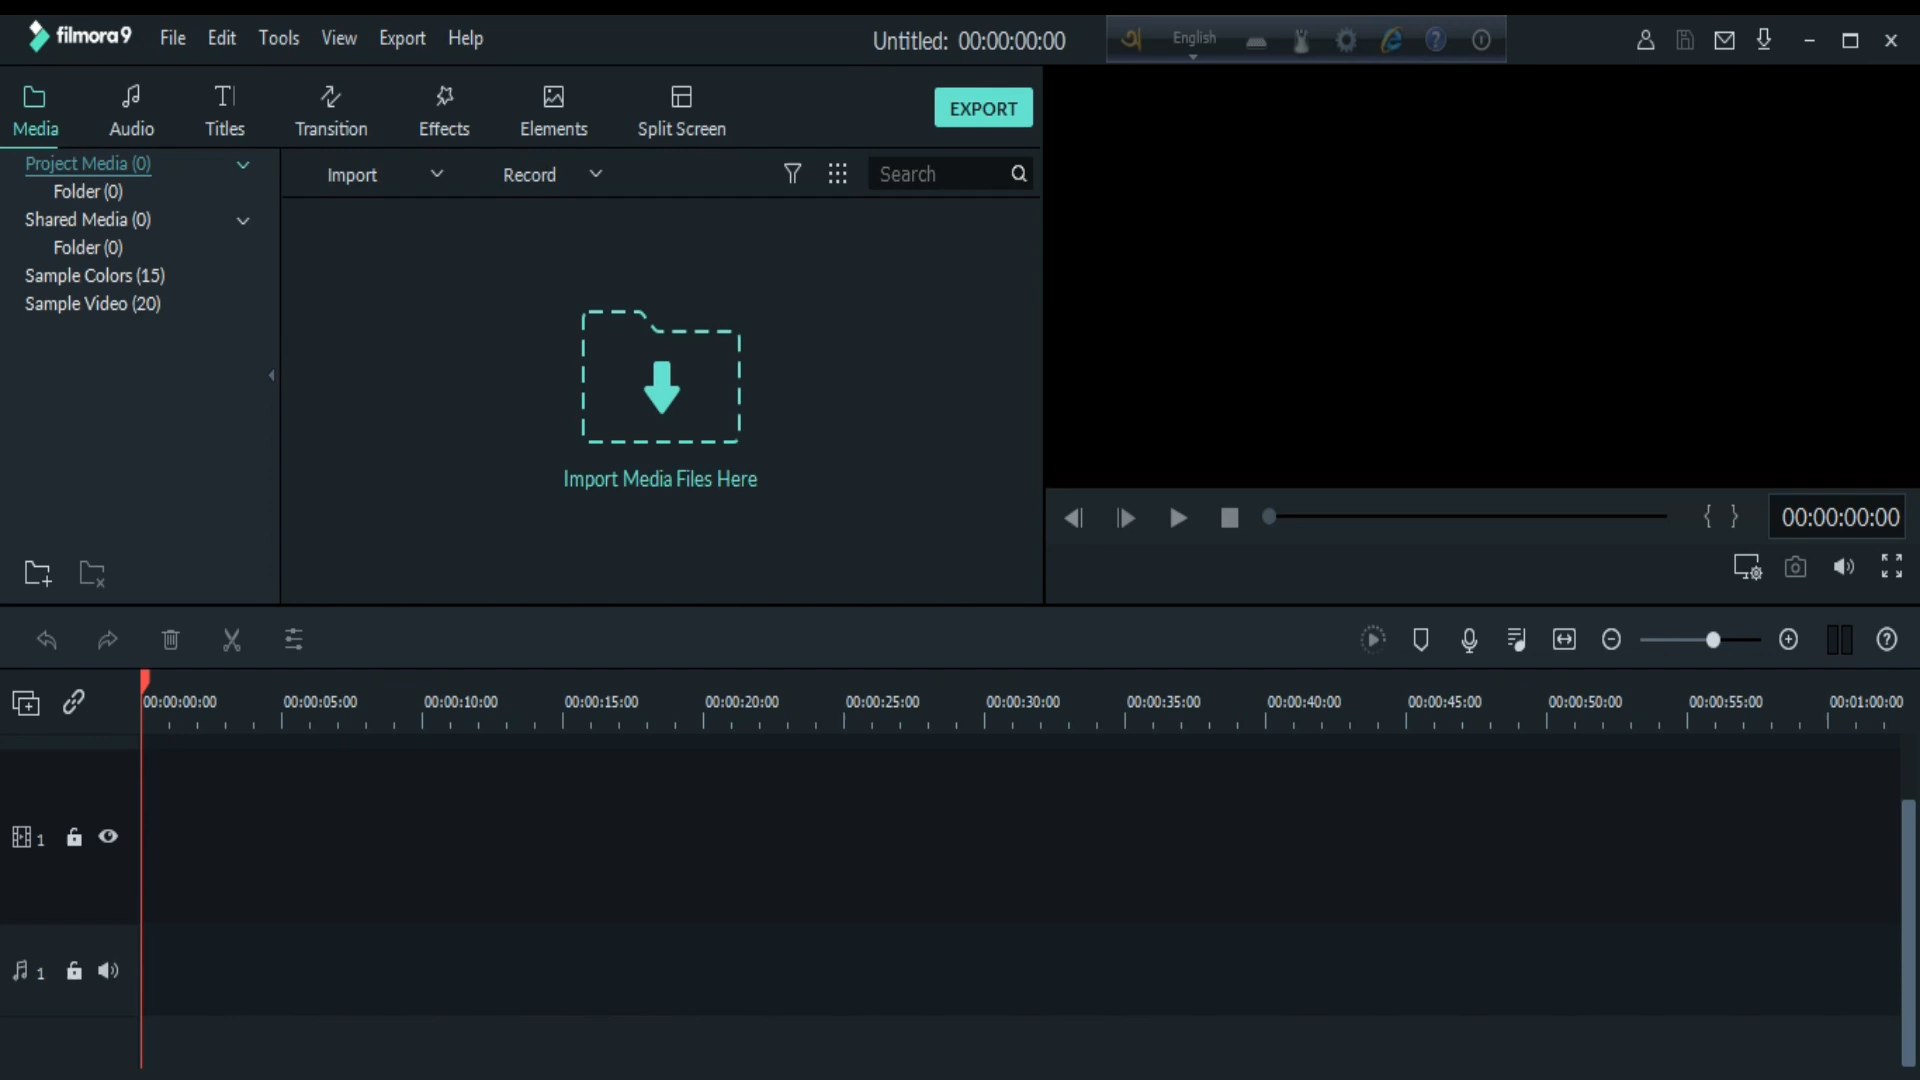 filmora9 File Edit Tools View Export Help Untitled: 00:00:00:00 English
Media Audio Titles Transition Effects Elements Split Screen EXPORT
Project Media (0)
Folder (0)
Shared Media (0)
Folder (0)
Sample Colors (15)
Sample Video (20)
Import Record Search
Import Media Files Here
{ } 00:00:00:00
00:00:00:00 00:00:05:00 00:00:10:00 00:00:15:00 00:00:20:00 00:00:25:00 00:00:30:00 00:00:35:00 00:00:40:00 00:00:45:00 00:00:50:00 00:00:55:00 00:01:00:00
1
1